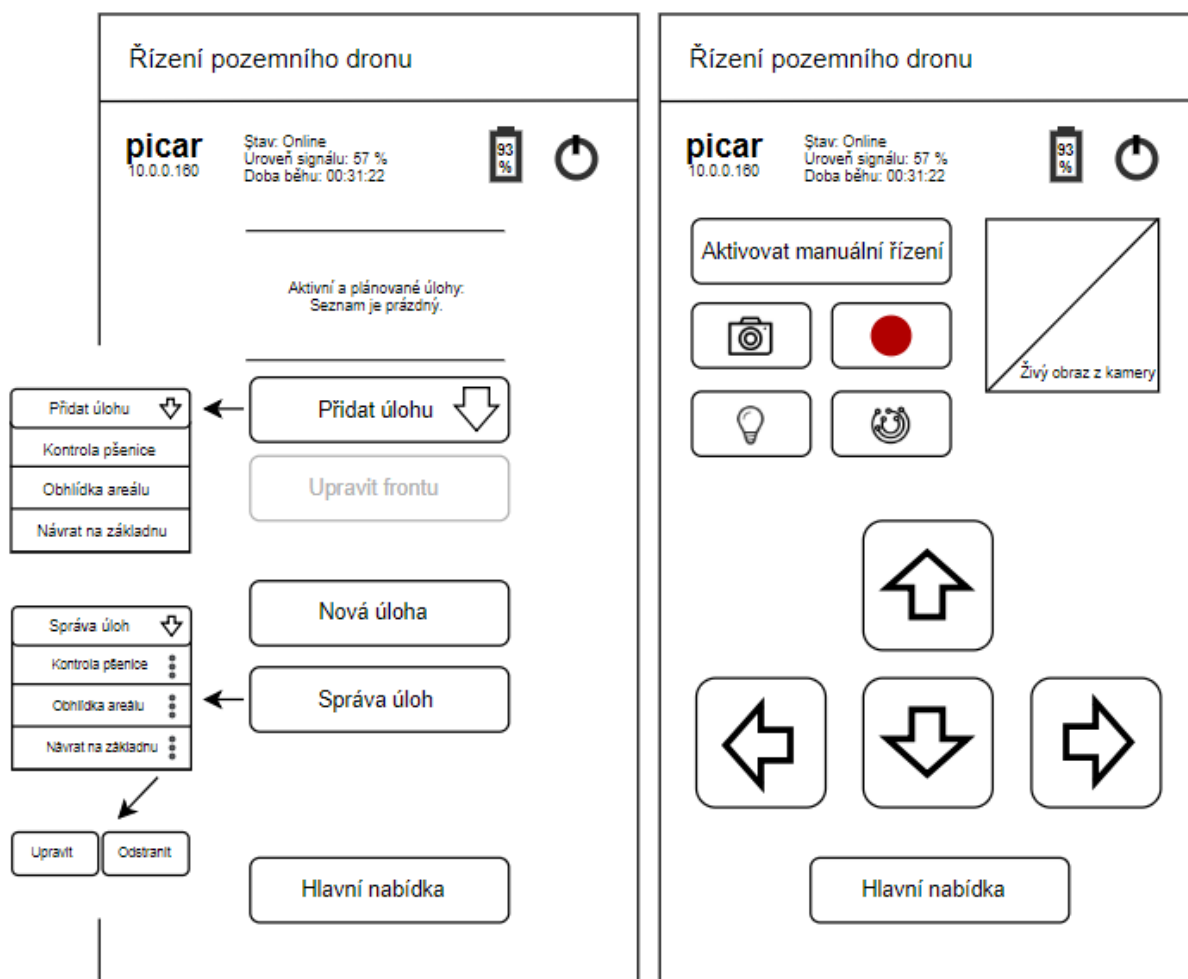 Řízení pozemního dronu
picar
10.0.0.160
Stav: Online
Úroveň signálu: 57 %
Doba běhu: 00:31:22
93
%
Aktivní a plánované úlohy:
Seznam je prázdný.
Přidat úlohu
Kontrola pšenice
Obhlídka areálu
Návrat na základnu
Přidat úlohu
Upravit frontu
Nová úloha
Správa úloh
Kontrola pšenice
Obhlídka areálu
Návrat na základnu
Správa úloh
Upravit
Odstranit
Hlavní nabídka
Řízení pozemního dronu
picar
10.0.0.160
Stav: Online
Úroveň signálu: 57 %
Doba běhu: 00:31:22
93
%
Aktivovat manuální řízení
Živý obraz z kamery
Hlavní nabídka